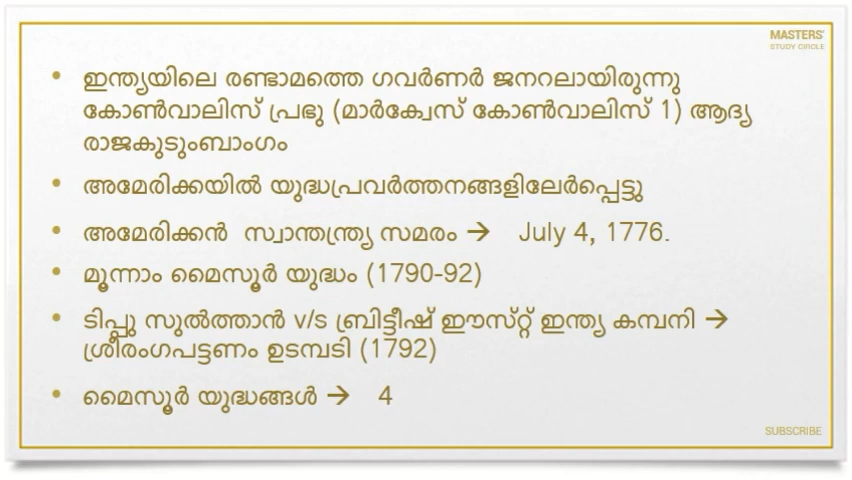 MASTERS'
STUDY CIRCLE
• ഇന്ത്യയിലെ രണ്ടാമത്തെ ഗവർണർ ജനറലായിരുന്നു
കോൺവാലിസ് പ്രഭു (മാർക്വേസ് കോൺവാലിസ് 1) ആദ്യ
രാജകുടുംബാംഗം
• അമേരിക്കയിൽ യുദ്ധപ്രവർത്തനങ്ങളിലേർപ്പെട്ടു
• അമേരിക്കൻ സ്വാതന്ത്ര്യ സമരം → July 4, 1776.
• മൂന്നാം മൈസൂർ യുദ്ധം (1790-92)
• ടിപ്പു സുൽത്താൻ v/s ബ്രിട്ടീഷ് ഈസ്റ്റ് ഇന്ത്യ കമ്പനി →
ശ്രീരംഗപട്ടണം ഉടമ്പടി (1792)
• മൈസൂർ യുദ്ധങ്ങൾ → 4
SUBSCRIBE